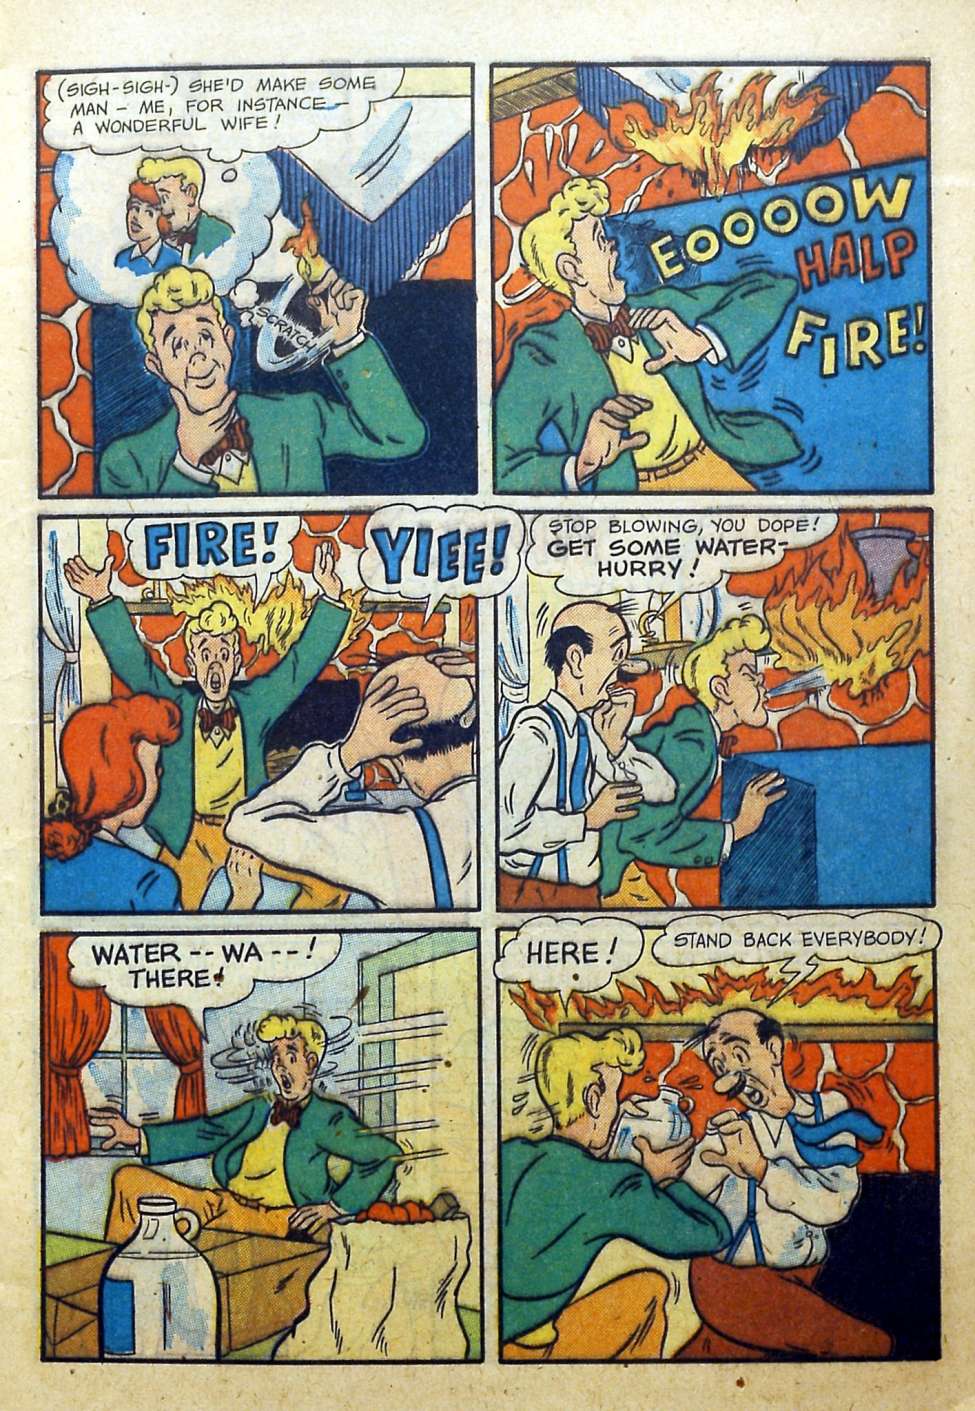 (SIGH-SIGH-) SHE'D MAKE SOME
MAN - ME, FOR INSTANCE -
A WONDERFUL WIFE!
SCRATCH
EOOOOW
HALP
FIRE!
FIRE!
YIEE!
STOP BLOWING, YOU DOPE!
GET SOME WATER-
HURRY!
WATER -- WA --!
THERE!
HERE!
STAND BACK EVERYBODY!